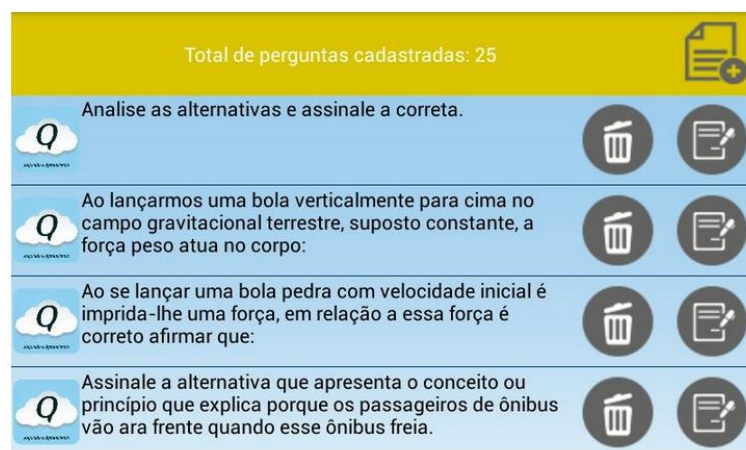 Total de perguntas cadastradas: 25
Analise as alternativas e assinale a correta.
Q
Ao lançarmos uma bola verticalmente para cima no
campo gravitacional terrestre, suposto constante, a
força peso atua no corpo:
Q
Ao se lançar uma bola pedra com velocidade inicial é
imprida-lhe uma força, em relação a essa força é
correto afirmar que:
Q
Assinale a alternativa que apresenta o conceito ou
princípio que explica porque os passageiros de ônibus
vão ara frente quando esse ônibus freia.
Q